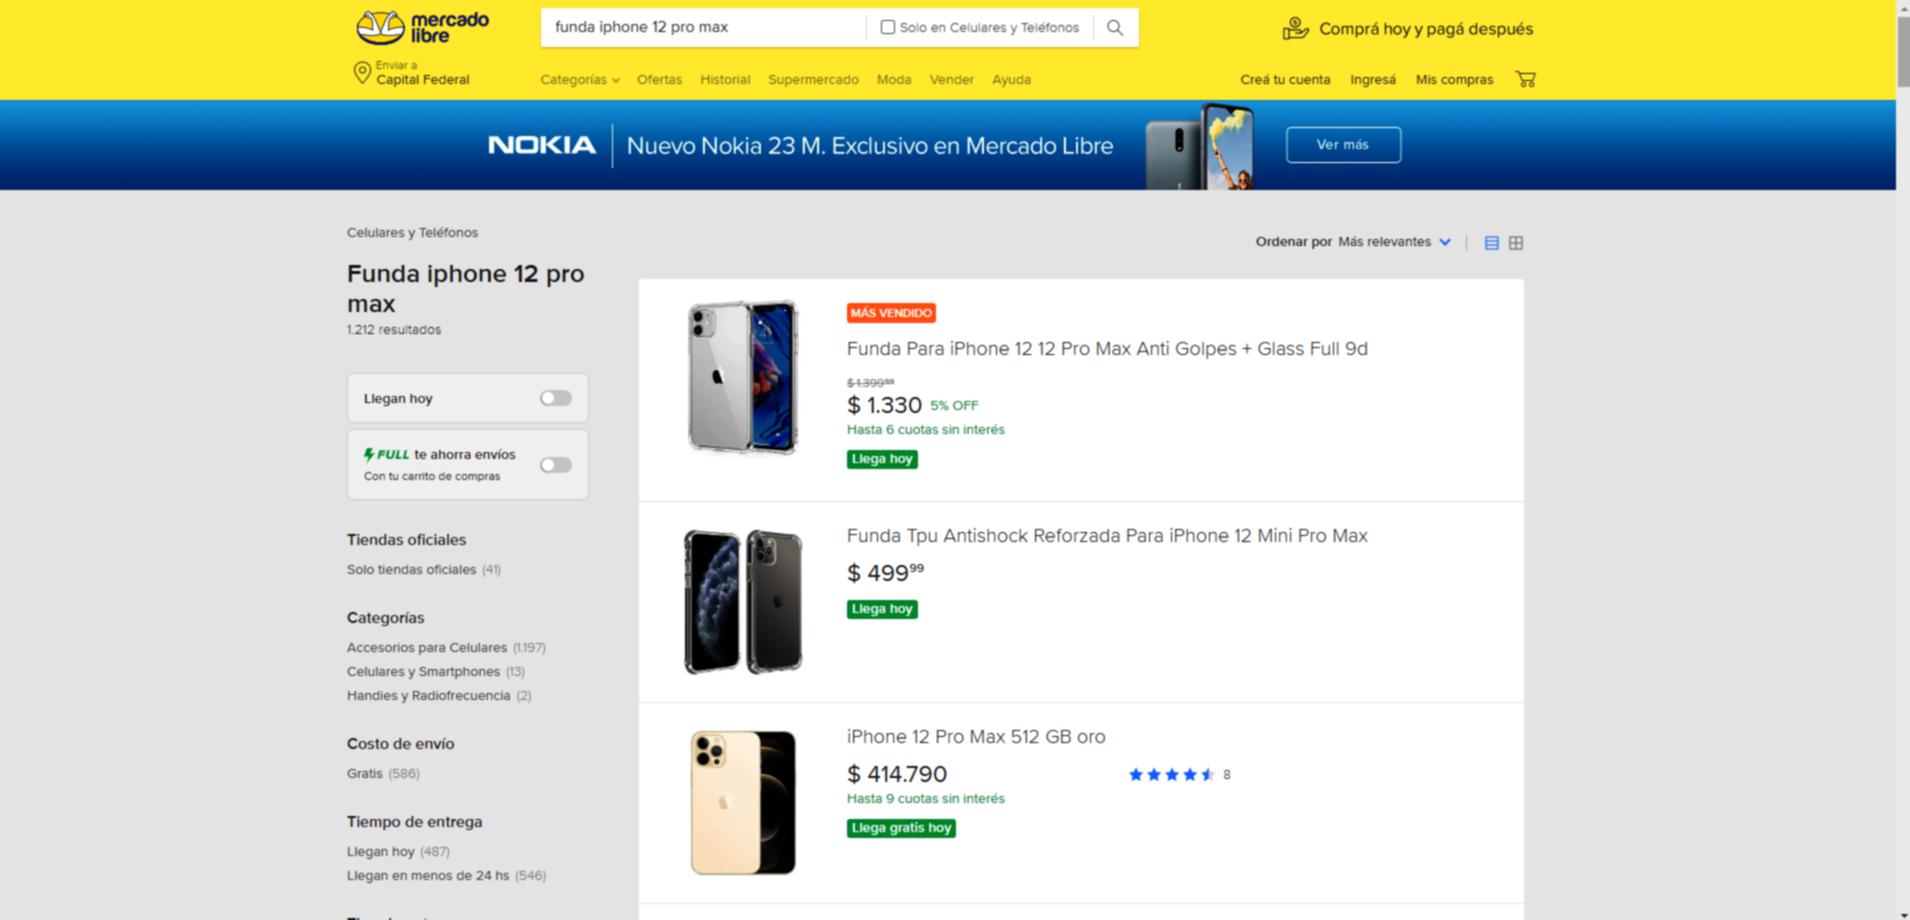 mercado
libre
funda iphone 12 pro max
Solo en Celulares y Teléfonos
Comprá hoy y pagá después
Enviar a
Capital Federal
Categorías
Ofertas
Historial
Supermercado
Moda
Vender
Ayuda
Creá tu cuenta
Ingresá
Mis compras
NOKIA
Nuevo Nokia 23 M. Exclusivo en Mercado Libre
Ver más
Celulares y Teléfonos
Ordenar por Más relevantes
Funda iphone 12 pro
max
1.212 resultados
Llegan hoy
FULL te ahorra envíos
Con tu carrito de compras
Tiendas oficiales
Solo tiendas oficiales (41)
Categorías
Accesorios para Celulares (1.197)
Celulares y Smartphones (13)
Handies y Radiofrecuencia (2)
Costo de envío
Gratis (586)
Tiempo de entrega
Llegan hoy (487)
Llegan en menos de 24 hs (546)
MÁS VENDIDO
Funda Para iPhone 12 12 Pro Max Anti Golpes + Glass Full 9d
$ 1.399⁹⁹
$ 1.330 5% OFF
Hasta 6 cuotas sin interés
Llega hoy
Funda Tpu Antishock Reforzada Para iPhone 12 Mini Pro Max
$ 499⁹⁹
Llega hoy
iPhone 12 Pro Max 512 GB oro
$ 414.790
8
Hasta 9 cuotas sin interés
Llega gratis hoy